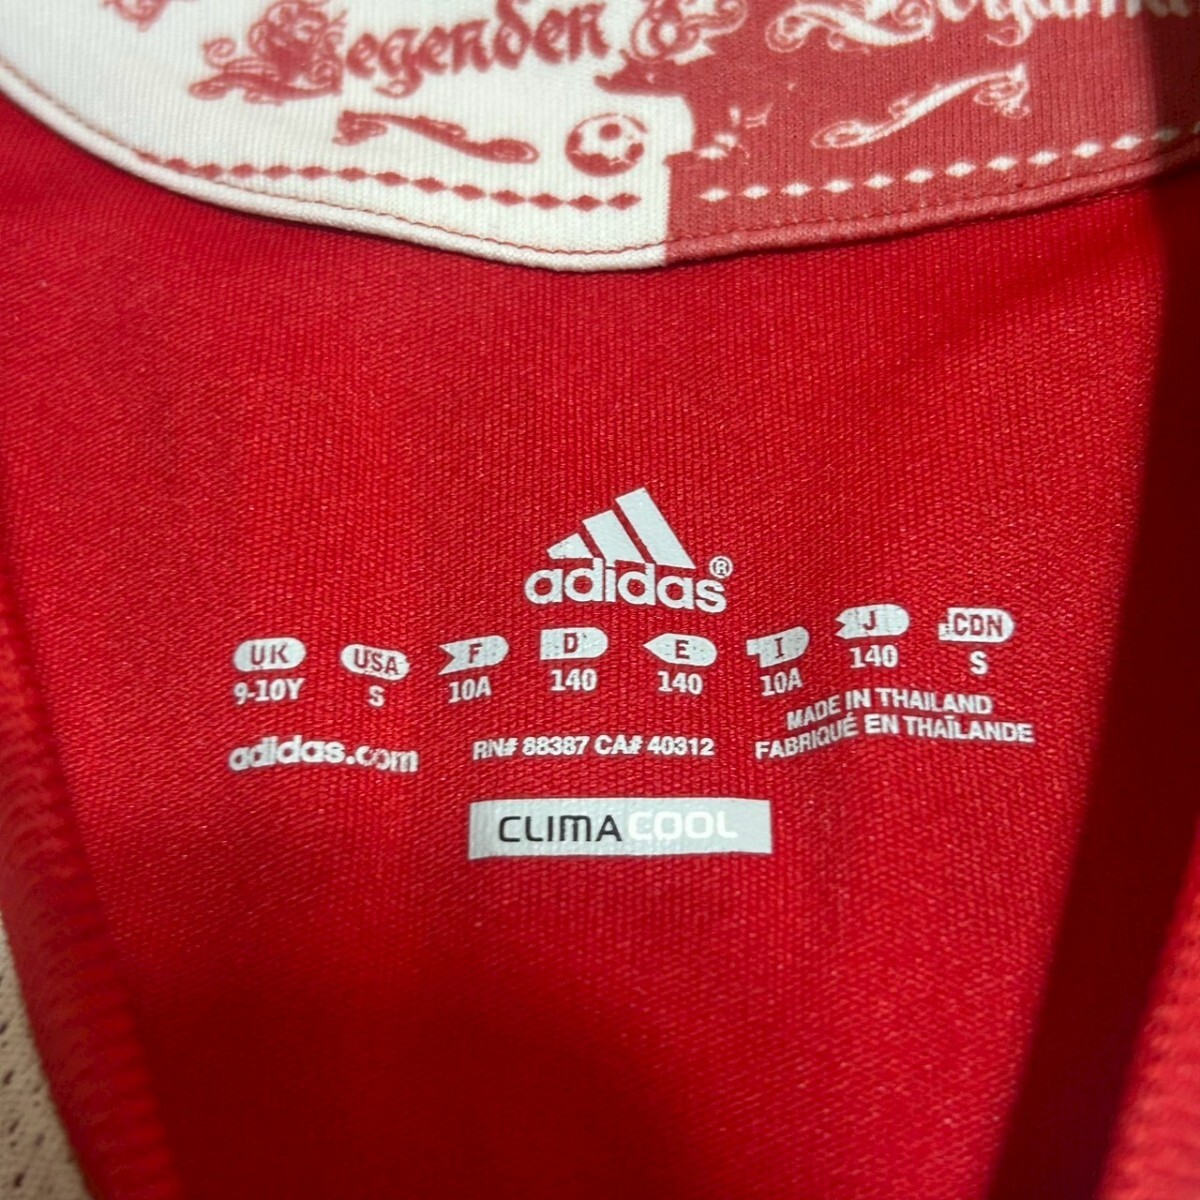 Legenden
adidas®
UK USA F D E I J CDN
9-10Y S 10A 140 140 10A 140 S
adidas.com RN# 88387 CA# 40312 MADE IN THAILAND
FABRIQUÉ EN THAÏLANDE
CLIMACOOL